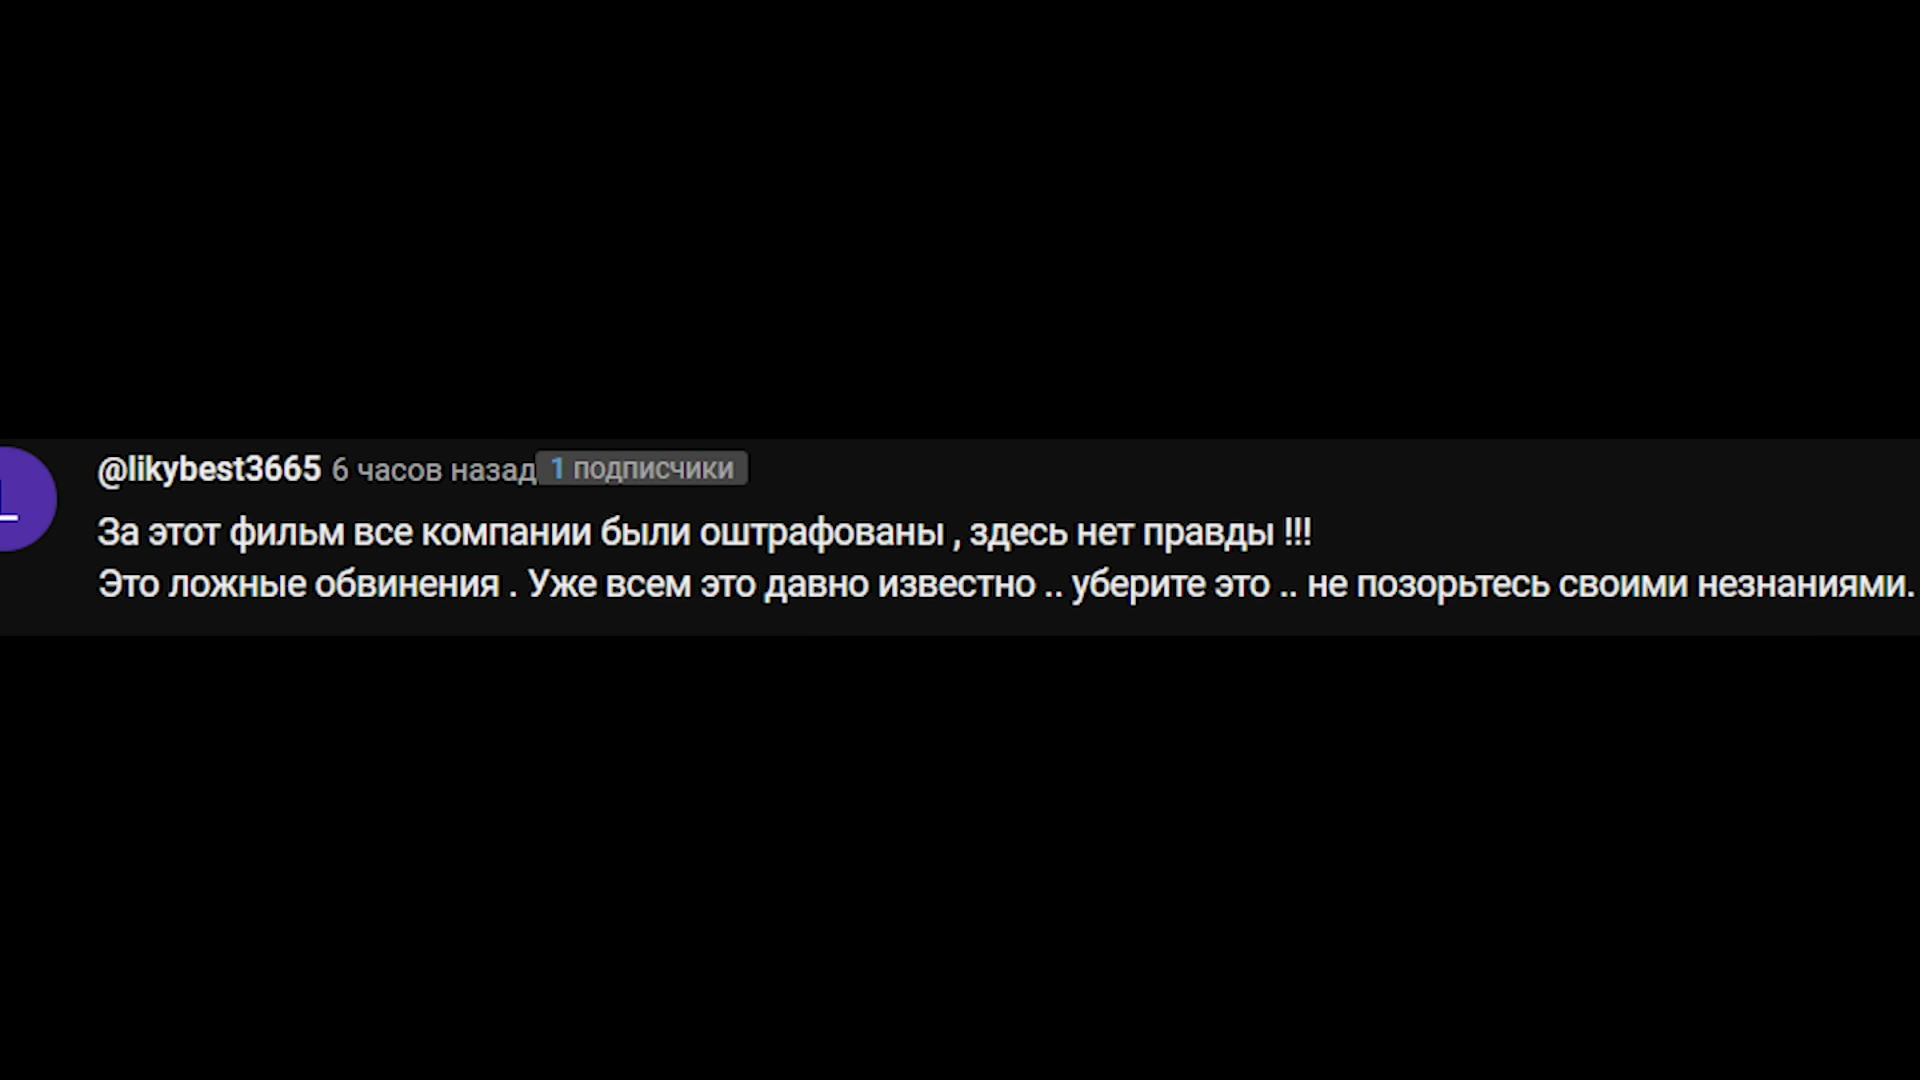 L
@likybest3665 6 часов назад 1 подписчики
За этот фильм все компании были оштрафованы , здесь нет правды !!!
Это ложные обвинения . Уже всем это давно известно .. уберите это .. не позорьтесь своими незнаниями.